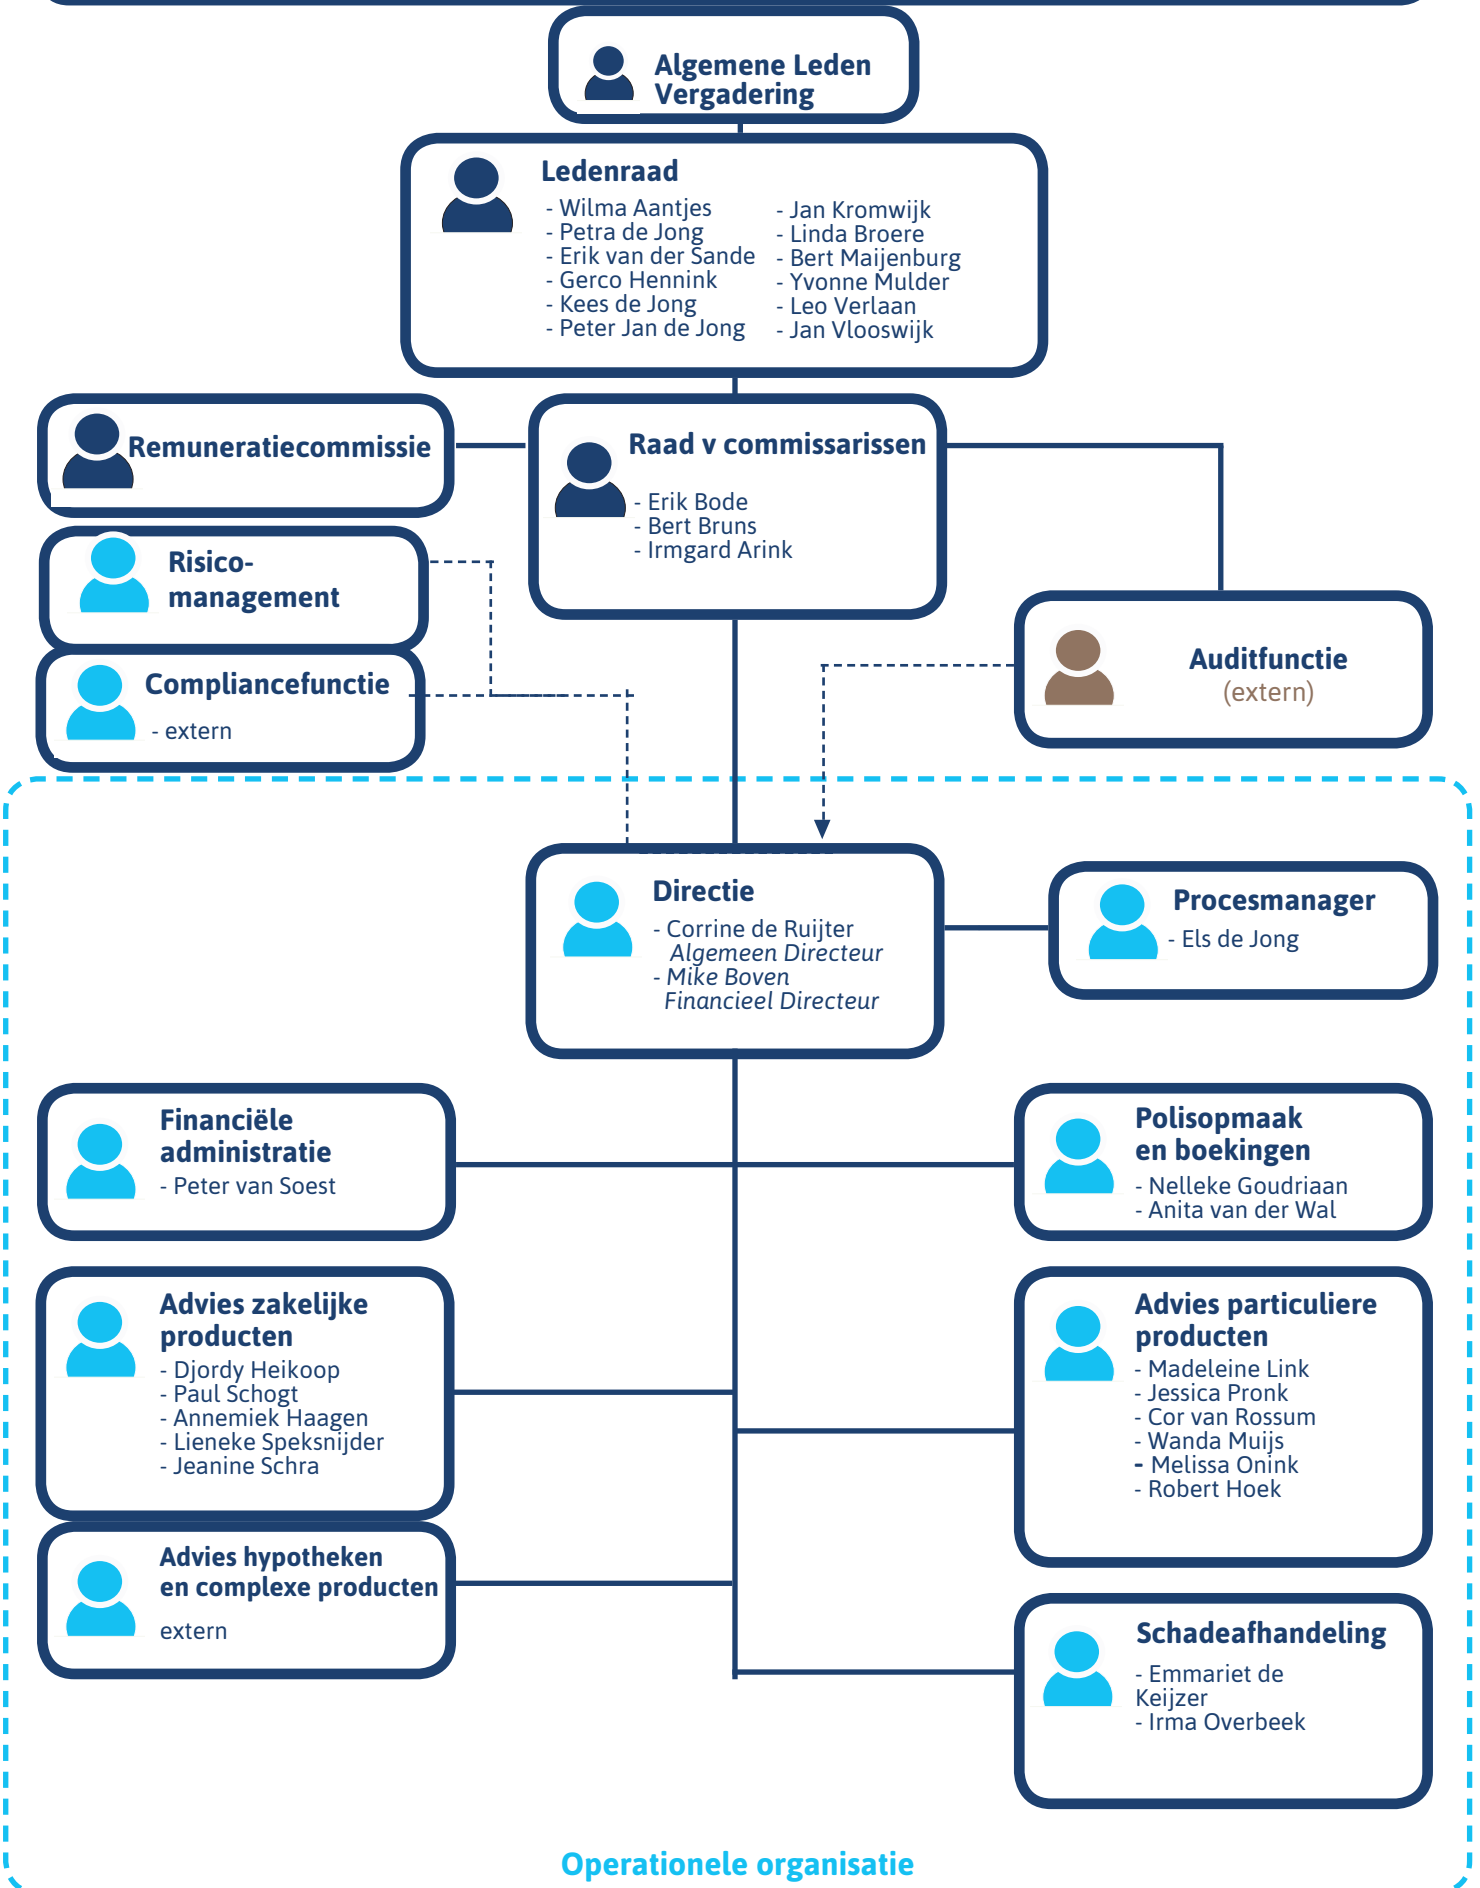 Algemene Leden
Vergadering
Ledenraad
- Wilma Aantjes
- Petra de Jong
- Erik van der Sande
- Gerco Hennink
- Kees de Jong
- Peter Jan de Jong
- Jan Kromwijk
- Linda Broere
- Bert Maijenburg
- Yvonne Mulder
- Leo Verlaan
- Jan Vlooswijk
Remuneratiecommissie
Raad v commissarissen
- Erik Bode
- Bert Bruns
- Irmgard Arink
Risico-
management
Compliancefunctie
- extern
Auditfunctie
(extern)
Directie
- Corrine de Ruijter
Algemeen Directeur
- Mike Boven
Financieel Directeur
Procesmanager
- Els de Jong
Financiële
administratie
- Peter van Soest
Polisopmaak
en boekingen
- Nelleke Goudriaan
- Anita van der Wal
Advies zakelijke
producten
- Djordy Heikoop
- Paul Schogt
- Annemiek Haagen
- Lieneke Speksnijder
- Jeanine Schra
Advies particuliere
producten
- Madeleine Link
- Jessica Pronk
- Cor van Rossum
- Wanda Muijs
- Melissa Onink
- Robert Hoek
Advies hypotheken
en complexe producten
extern
Schadeafhandeling
- Emmariet de
Keijzer
- Irma Overbeek
Operationele organisatie